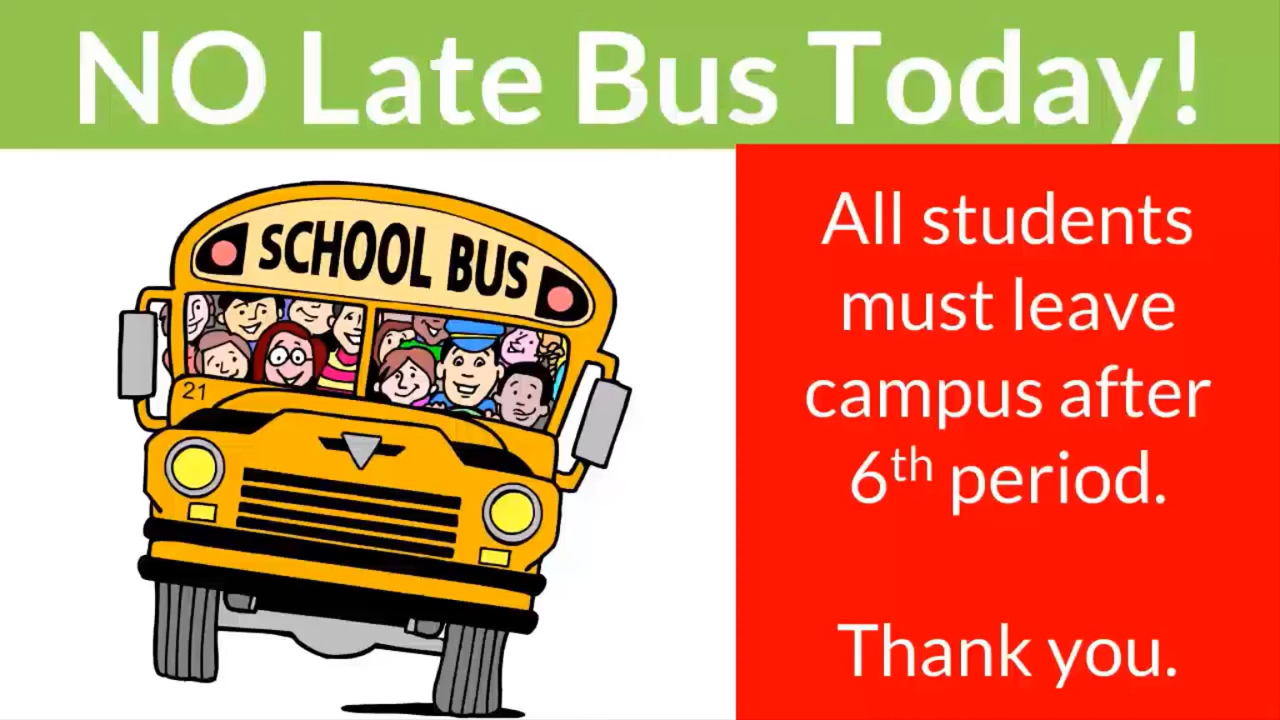 NO Late Bus Today!
SCHOOL BUS
21
All students
must leave
campus after
6th period.
Thank you.